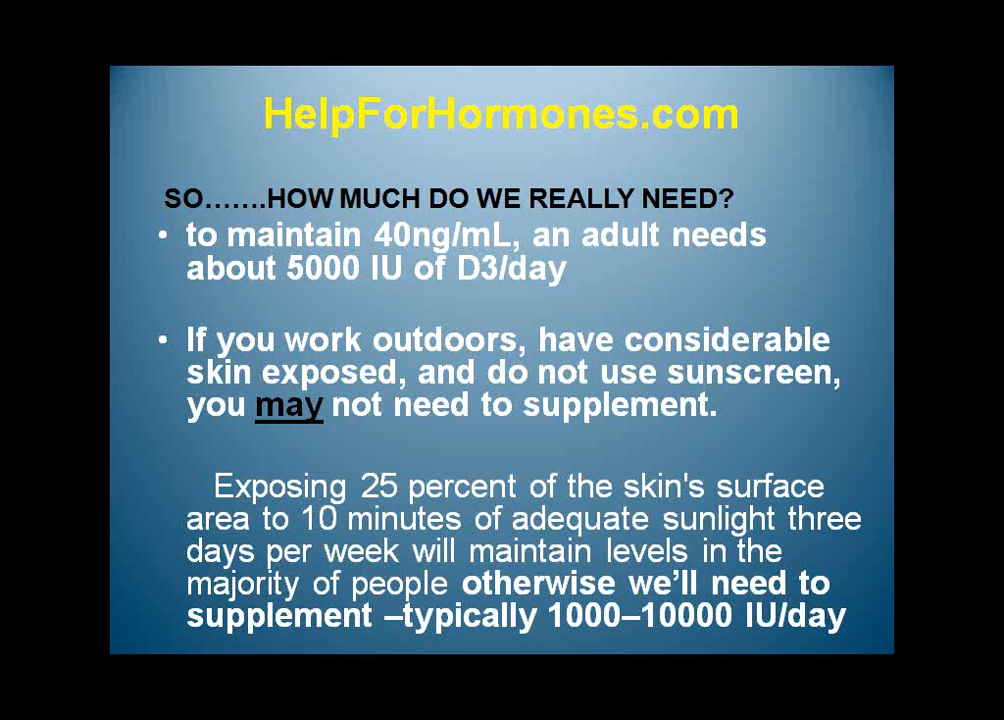 HelpForHormones.com
SO…….HOW MUCH DO WE REALLY NEED?
• to maintain 40ng/mL, an adult needs
about 5000 IU of D3/day
• If you work outdoors, have considerable
skin exposed, and do not use sunscreen,
you may not need to supplement.
Exposing 25 percent of the skin's surface
area to 10 minutes of adequate sunlight three
days per week will maintain levels in the
majority of people otherwise we’ll need to
supplement –typically 1000–10000 IU/day